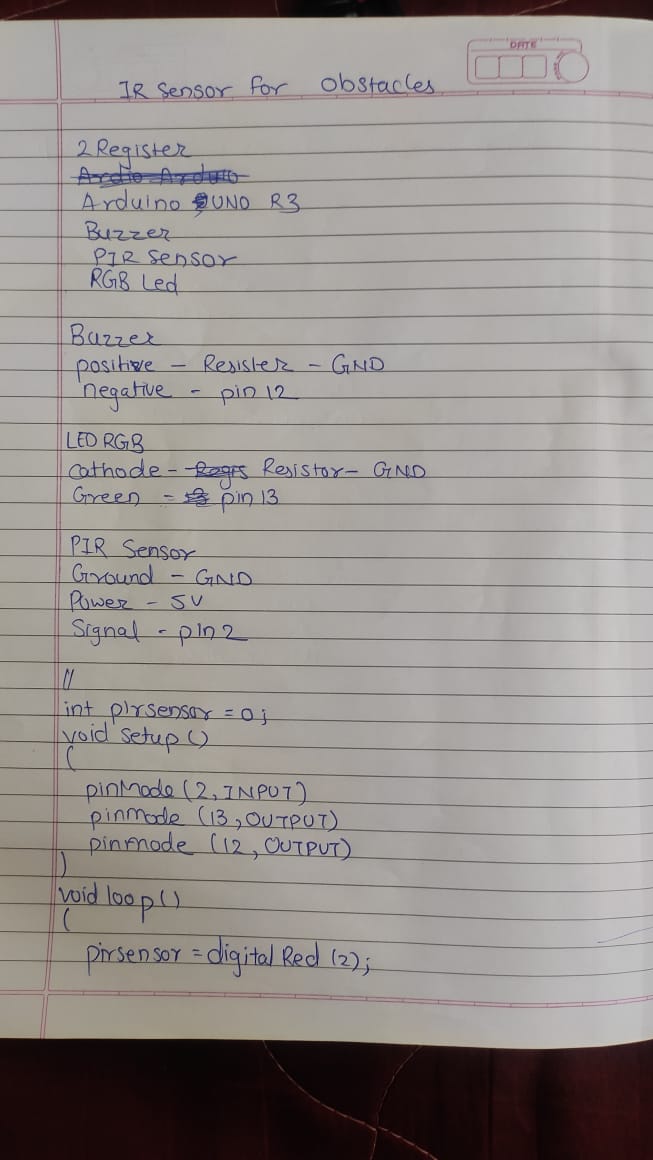 DATE
IR Sensor for Obstacles
2 Register
Arduino UNO R3
Buzzer
PIR Sensor
RGB Led
Buzzer
positive - Resister - GND
negative - pin 12
LED RGB
Cathode - Resistor - GND
Green - pin 13
PIR Sensor
Ground - GND
Power - 5V
Signal - pin 2
//
int pirsensor = 0;
void setup ()
(
pinMode (2, INPUT)
pinmode (13, OUTPUT)
pinmode (12, OUTPUT)
)
void loop ()
(
pirsensor = digital Red (2);